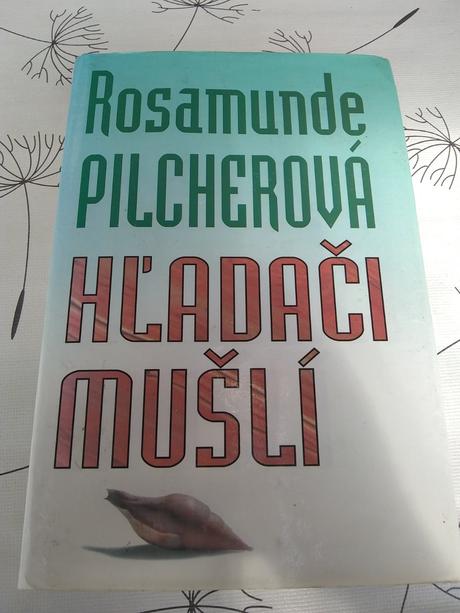 Rosamunde
PILCHEROVÁ
HĽADAČI
MUŠLÍ